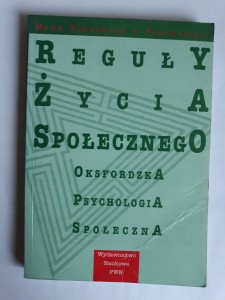 REGUŁY
ŻYCIA
SPOŁECZNEGO
OKSFORDZKA
PSYCHOLOGIA
SPOŁECZNA
Wydawnictwo
Naukowe
PWN